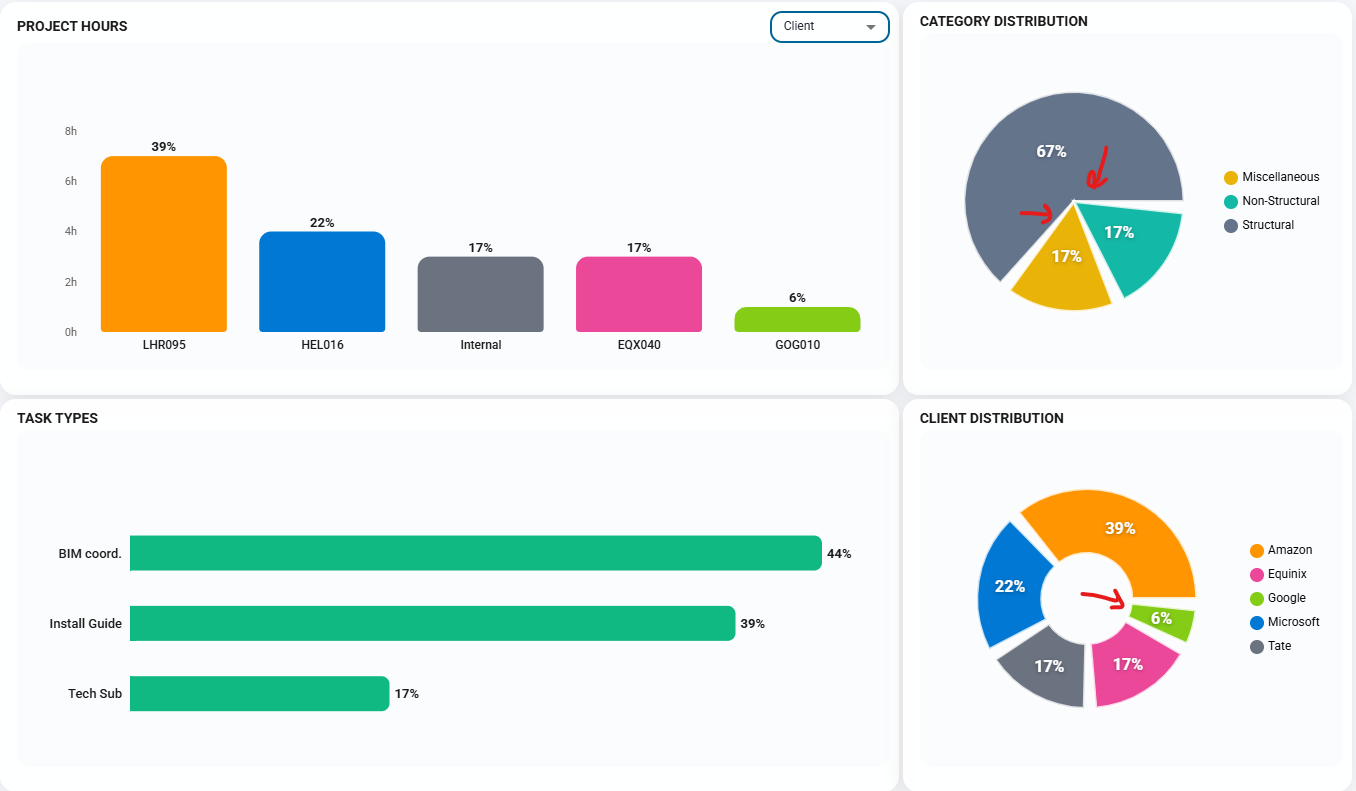 PROJECT HOURS
Client
8h
6h
4h
2h
0h
39%
22%
17%
17%
6%
LHR095
HEL016
Internal
EQX040
GOG010
CATEGORY DISTRIBUTION
67%
17%
17%
Miscellaneous
Non-Structural
Structural
TASK TYPES
BIM coord.
44%
Install Guide
39%
Tech Sub
17%
CLIENT DISTRIBUTION
39%
22%
6%
17%
17%
Amazon
Equinix
Google
Microsoft
Tate